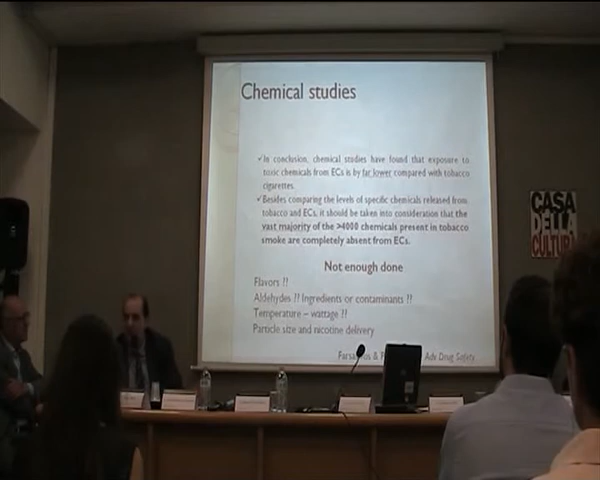 Chemical studies
✓In conclusion, chemical studies have found that exposure to
toxic chemicals from ECs is by far lower compared with tobacco
cigarettes.
✓Besides comparing the levels of specific chemicals released from
tobacco and ECs, it should be taken into consideration that the
vast majority of the >4000 chemicals present in tobacco
smoke are completely absent from ECs.
Not enough done
Flavors !!
Aldehydes !! Ingredients or contaminants !!
Temperature – wattage !!
Particle size and nicotine delivery
& Adv Drug Safety
CASA
DELLA
CULTURA